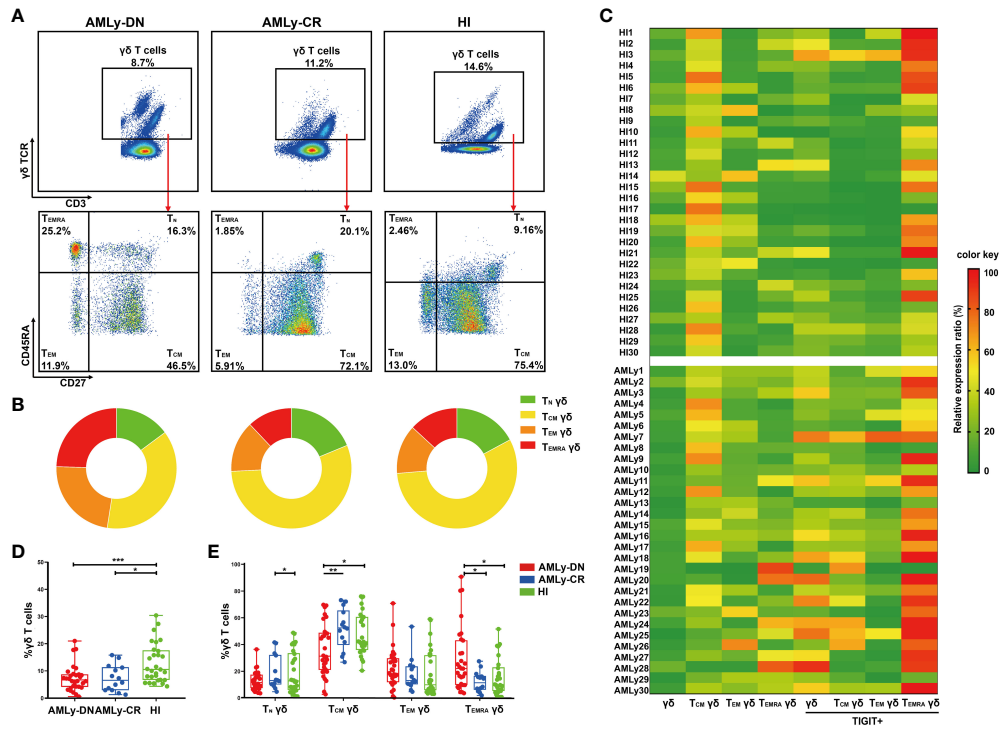 A
AMLy-DN AMLy-CR HI
γδ T cells 8.7%
γδ T cells 11.2%
γδ T cells 14.6%
γδ TCR
CD3
TEMRA 25.2% TN 16.3%
TEM 11.9% TCM 46.5%
TEMRA 1.85% TN 20.1%
TEM 5.91% TCM 72.1%
TEMRA 2.46% TN 9.16%
TEM 13.0% TCM 75.4%
CD45RA
CD27
B
TN γδ
TCM γδ
TEM γδ
TEMRA γδ
C
HI1
HI2
HI3
HI4
HI5
HI6
HI7
HI8
HI9
HI10
HI11
HI12
HI13
HI14
HI15
HI16
HI17
HI18
HI19
HI20
HI21
HI22
HI23
HI24
HI25
HI26
HI27
HI28
HI29
HI30
AMLy1
AMLy2
AMLy3
AMLy4
AMLy5
AMLy6
AMLy7
AMLy8
AMLy9
AMLy10
AMLy11
AMLy12
AMLy13
AMLy14
AMLy15
AMLy16
AMLy17
AMLy18
AMLy19
AMLy20
AMLy21
AMLy22
AMLy23
AMLy24
AMLy25
AMLy26
AMLy27
AMLy28
AMLy29
AMLy30
γδ TCM γδ TEM γδ TEMRA γδ γδ TCM γδ TEM γδ TEMRA γδ
TIGIT+
color key
100
80
60
40
20
0
Relative expression ratio (%)
D
%γδ T cells
50
40
30
20
10
0
***
*
AMLy-DN AMLy-CR HI
E
%γδ T cells
100
80
60
40
20
0
*
*
**
*
*
TN γδ TCM γδ TEM γδ TEMRA γδ
AMLy-DN
AMLy-CR
HI